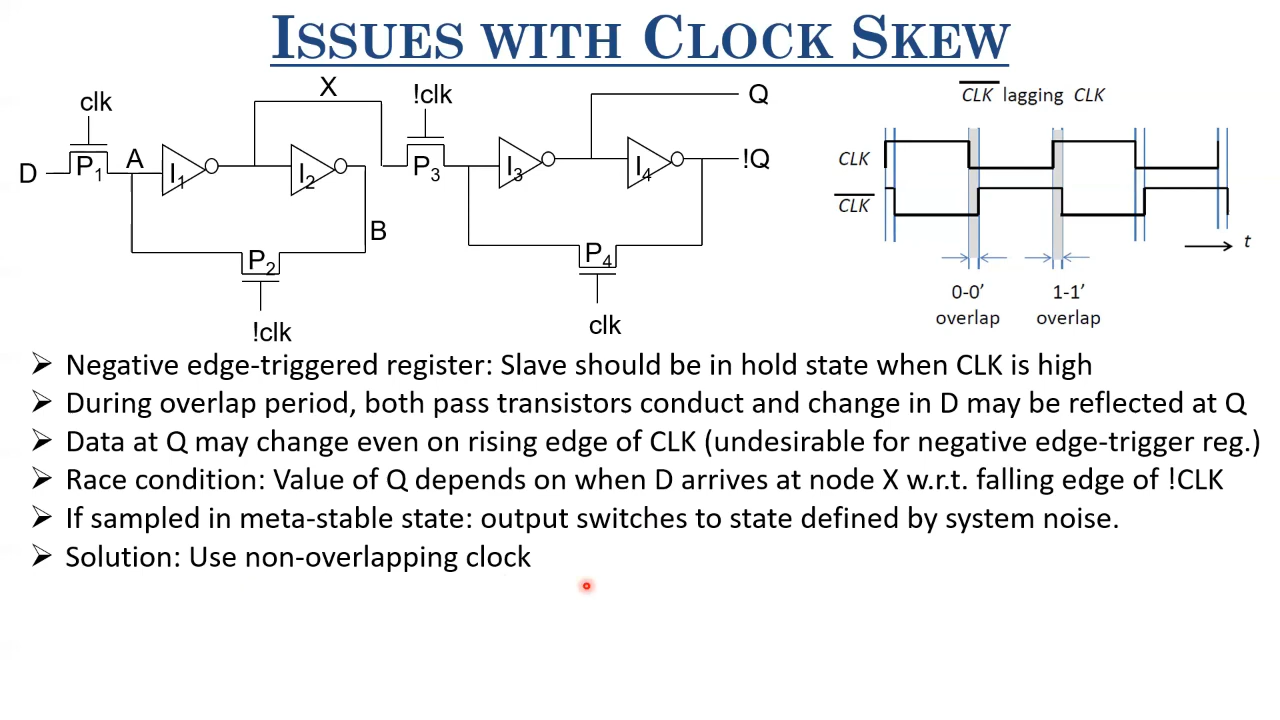 ISSUES WITH CLOCK SKEW
clk
X
!clk
Q
D
P1
A
I1
I2
P3
I3
I4
!Q
B
P2
P4
!clk
clk
CLK lagging CLK
CLK
CLK
t
0-0’ overlap
1-1’ overlap
➢ Negative edge-triggered register: Slave should be in hold state when CLK is high
➢ During overlap period, both pass transistors conduct and change in D may be reflected at Q
➢ Data at Q may change even on rising edge of CLK (undesirable for negative edge-trigger reg.)
➢ Race condition: Value of Q depends on when D arrives at node X w.r.t. falling edge of !CLK
➢ If sampled in meta-stable state: output switches to state defined by system noise.
➢ Solution: Use non-overlapping clock